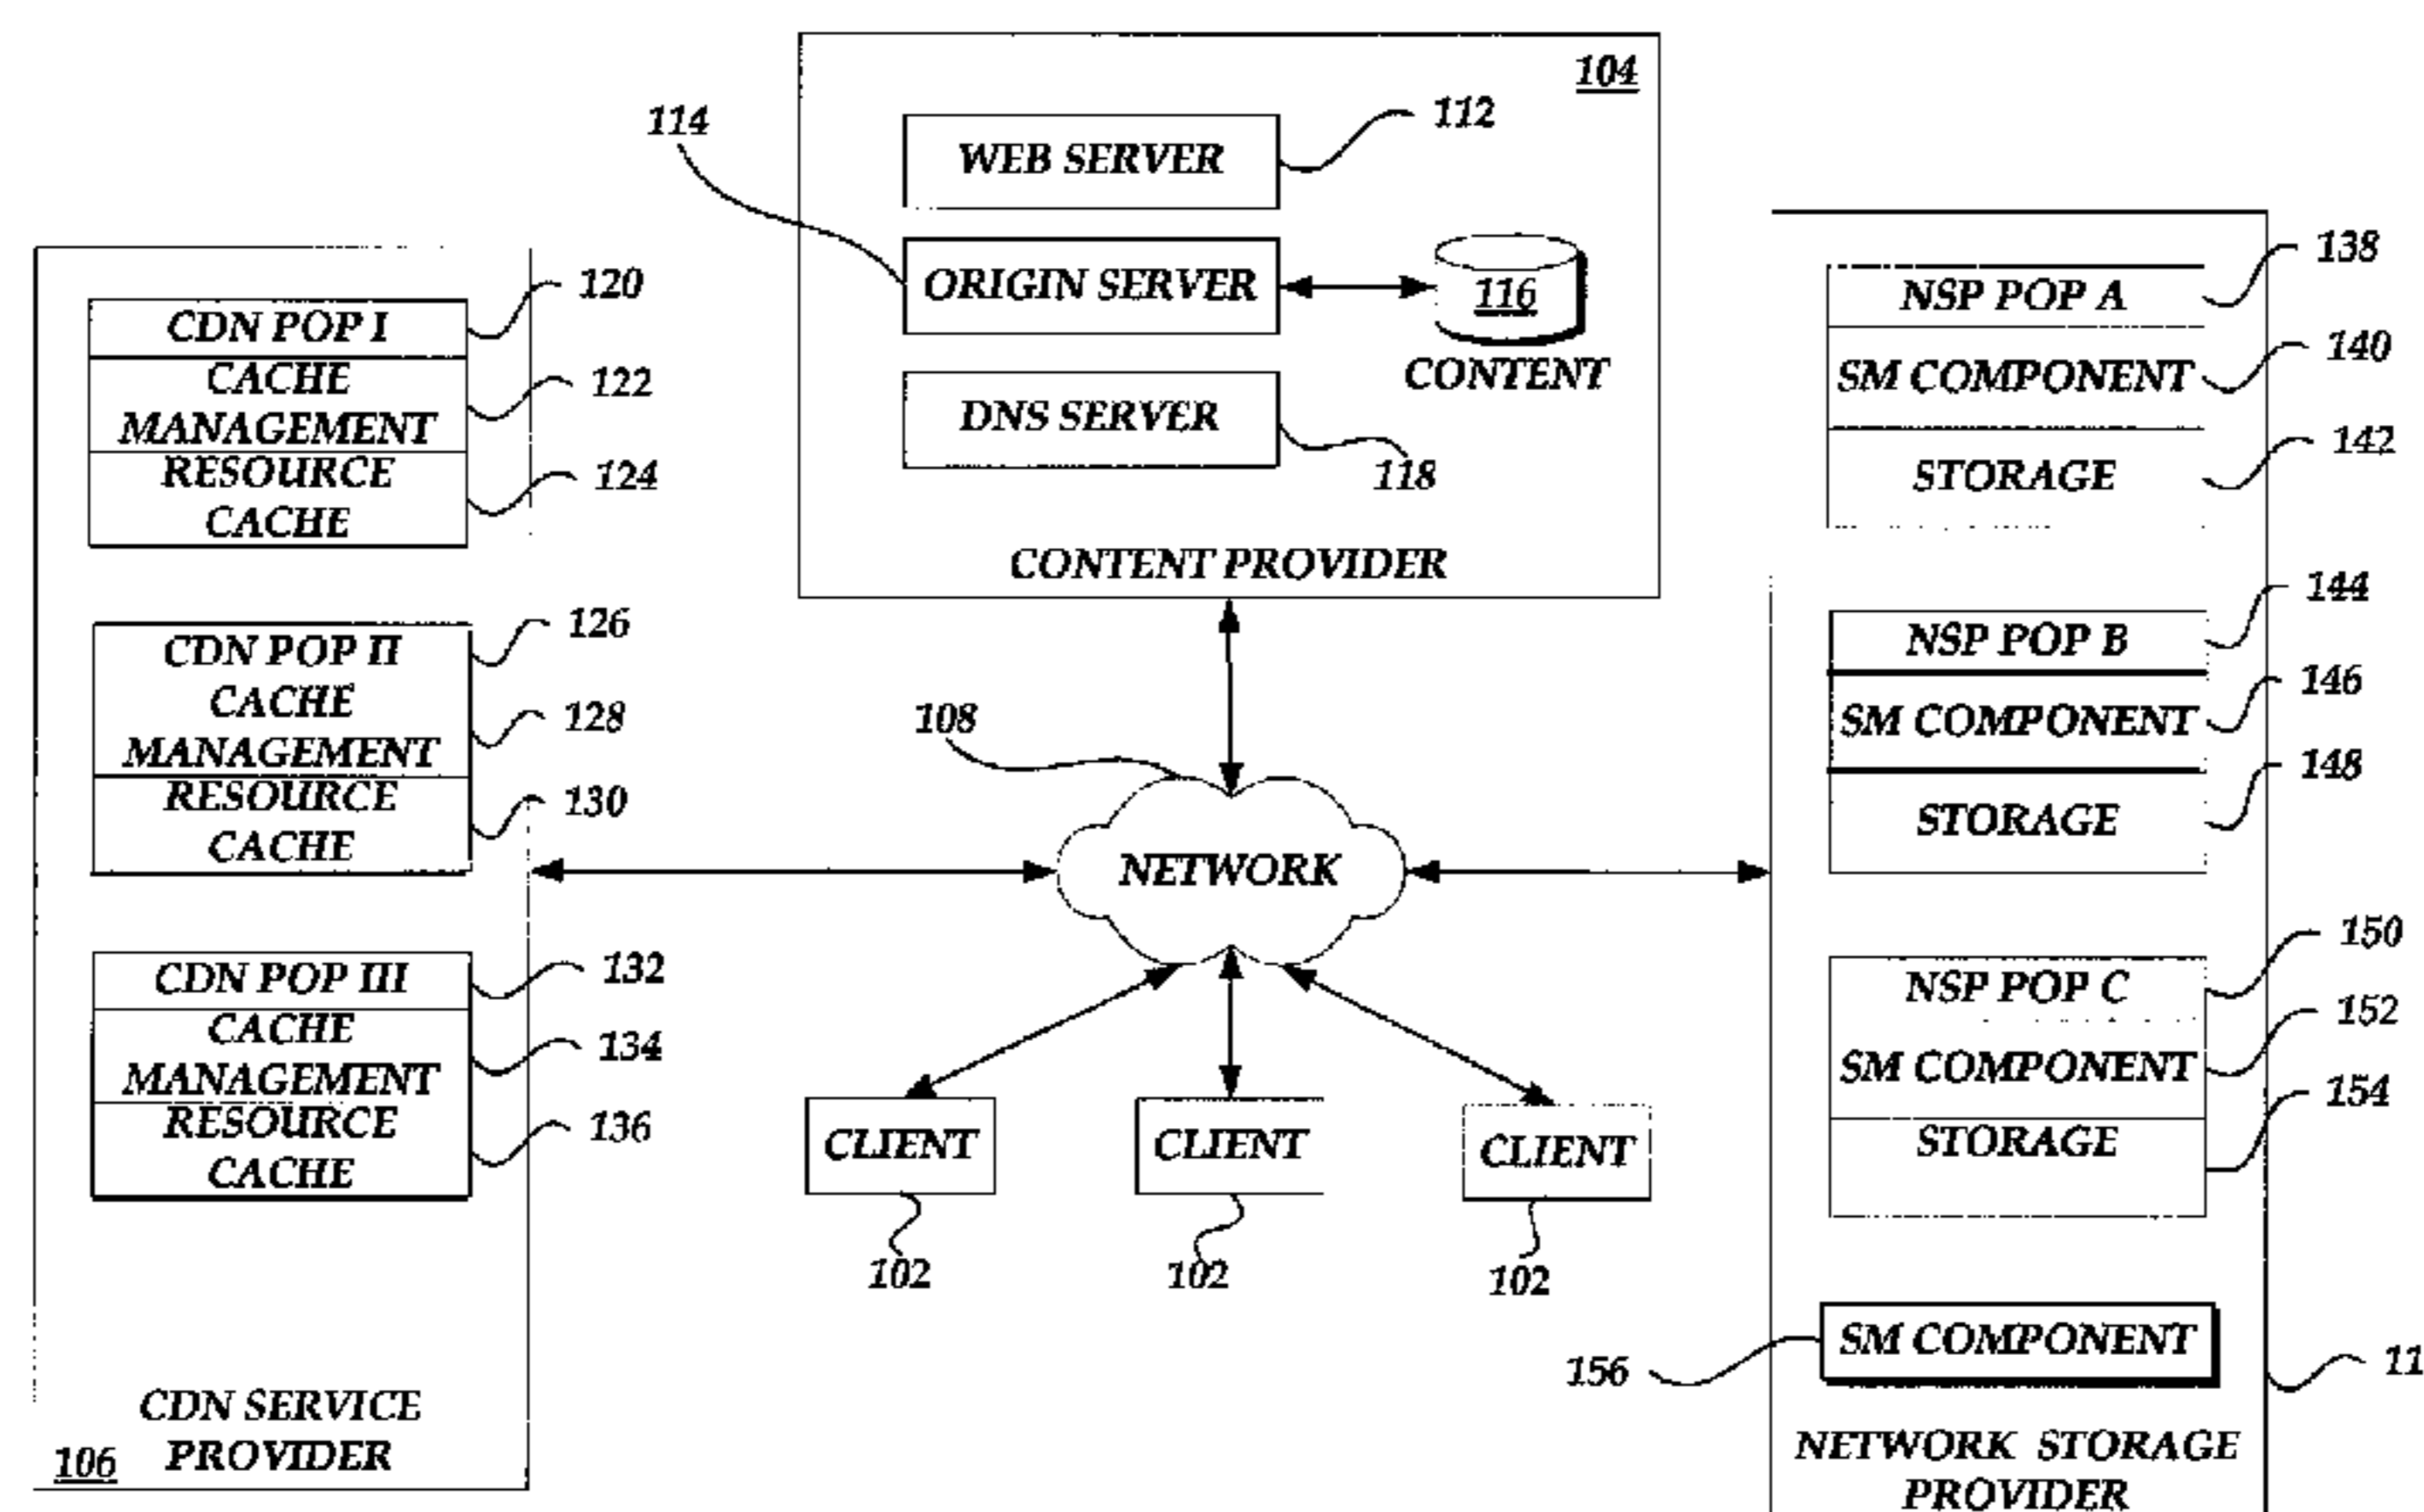 104
114
112
WEB SERVER
ORIGIN SERVER
116
CONTENT
DNS SERVER
118
CONTENT PROVIDER
CDN POP I
120
CACHE
MANAGEMENT
122
RESOURCE
CACHE
124
CDN POP II
126
CACHE
MANAGEMENT
128
RESOURCE
CACHE
130
CDN POP III
132
CACHE
MANAGEMENT
134
RESOURCE
CACHE
136
CDN SERVICE
PROVIDER
106
108
NETWORK
CLIENT
CLIENT
CLIENT
102
102
102
NSP POP A
138
SM COMPONENT
140
STORAGE
142
NSP POP B
144
SM COMPONENT
146
STORAGE
148
NSP POP C
150
SM COMPONENT
152
STORAGE
154
SM COMPONENT
156
11
NETWORK STORAGE
PROVIDER